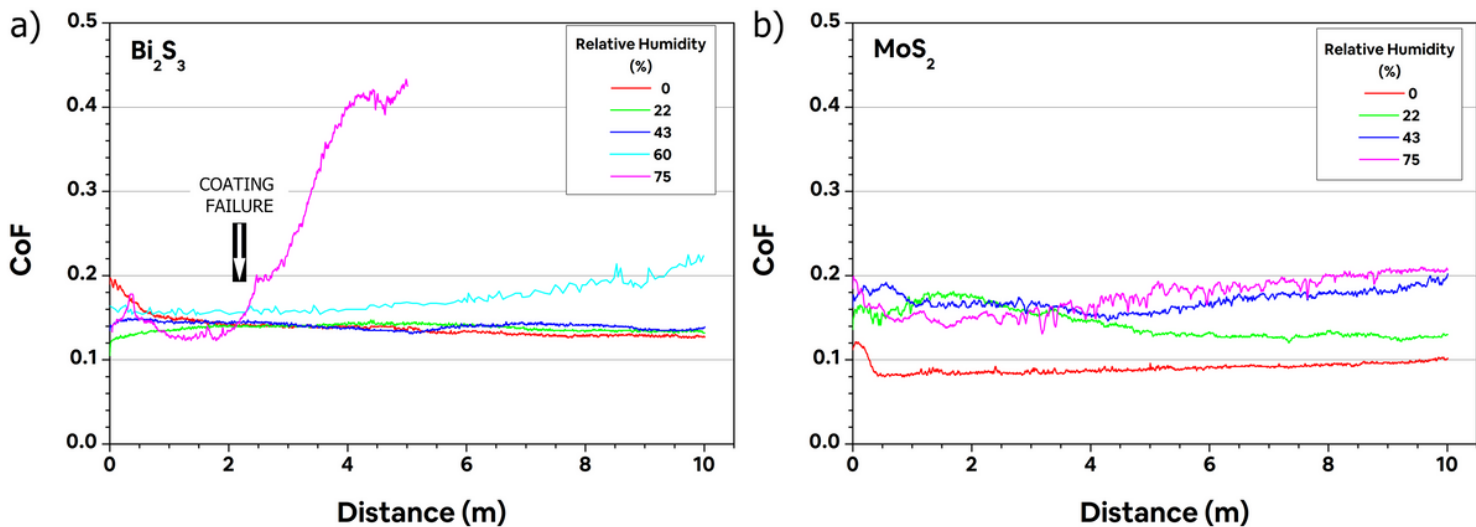 a)
Bi₂S₃
Relative Humidity
(%)
0
22
43
60
75
COATING
FAILURE
CoF
0.5
0.4
0.3
0.2
0.1
0.0
0 2 4 6 8 10
Distance (m)
b)
MoS₂
Relative Humidity
(%)
0
22
43
75
CoF
0.5
0.4
0.3
0.2
0.1
0.0
0 2 4 6 8 10
Distance (m)